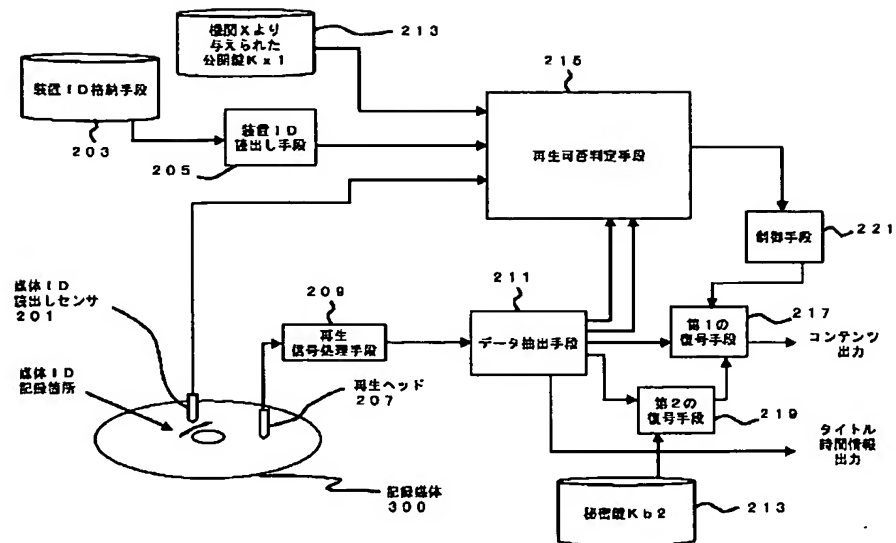 機関Xより
与えられた
公開鍵Kx1
213
装置ID格納手段
203
装置ID
読出し手段
205
215
再生可否判定手段
制御手段
221
媒体ID
読出しセンサ
201
209
再生
信号処理手段
211
データ抽出手段
第1の
復号手段
217
コンテンツ
出力
媒体ID
記録箇所
再生ヘッド
207
第2の
復号手段
219
タイトル
時間情報
出力
記録媒体
300
秘密鍵Kb2
213